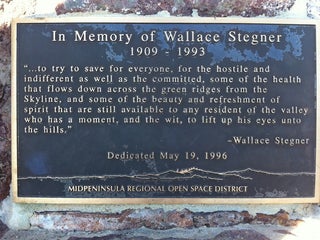 In Memory of Wallace Stegner
1909 - 1993
“...to try to save for everyone, for the hostile and
indifferent as well as the committed, some of the health
that flows down across the green ridges from the
Skyline, and some of the beauty and refreshment of
spirit that are still available to any resident of the valley
who has a moment, and the wit, to lift up his eyes unto
the hills.”
–Wallace Stegner
Dedicated May 19, 1996
MIDPENINSULA REGIONAL OPEN SPACE DISTRICT